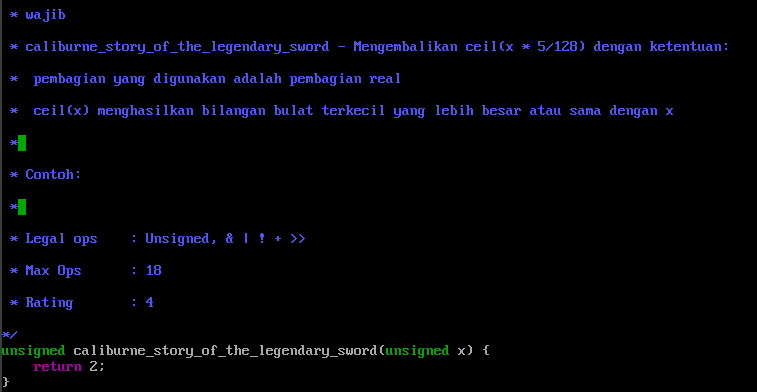 * wajib
* caliburne_story_of_the_legendary_sword - Mengembalikan ceil(x * 5/128) dengan ketentuan:
*  pembagian yang digunakan adalah pembagian real
*  ceil(x) menghasilkan bilangan bulat terkecil yang lebih besar atau sama dengan x
*
* Contoh:
*
* Legal ops    : Unsigned, & | ! + >>
* Max Ops      : 18
* Rating       : 4
*/
unsigned caliburne_story_of_the_legendary_sword(unsigned x) {
    return 2;
}